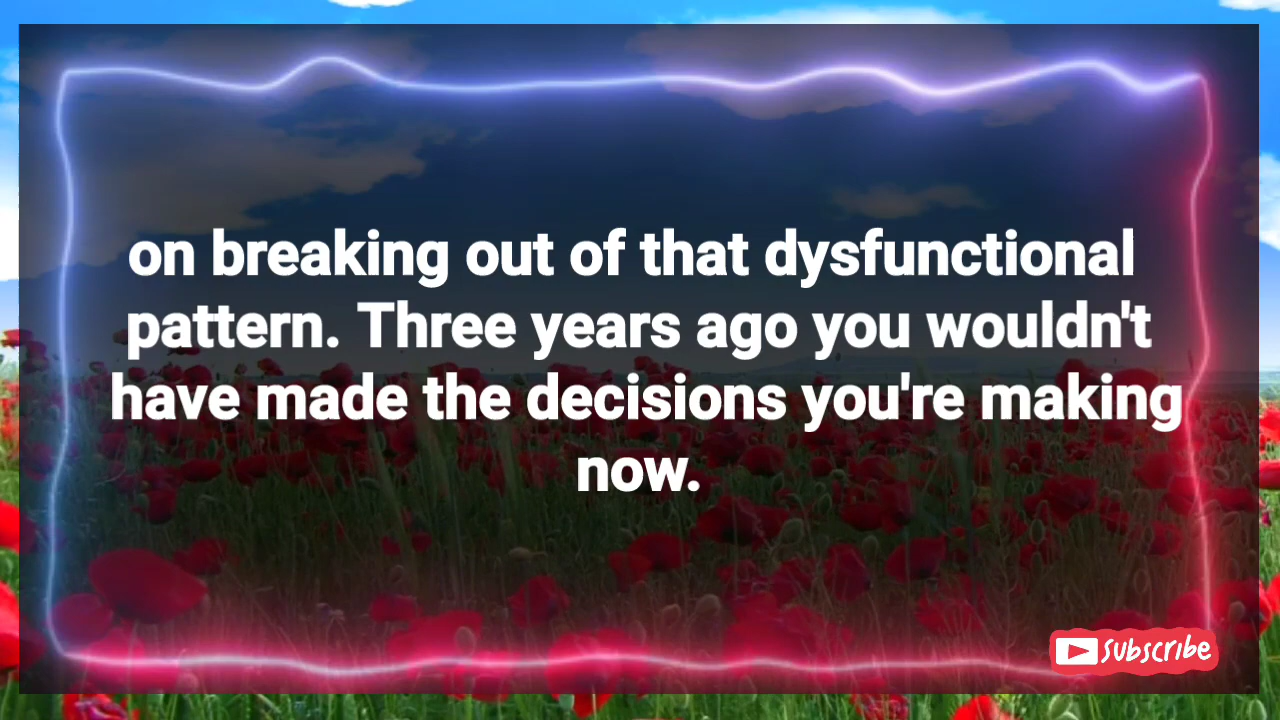 on breaking out of that dysfunctional
pattern. Three years ago you wouldn't
have made the decisions you're making
now.
Subscribe